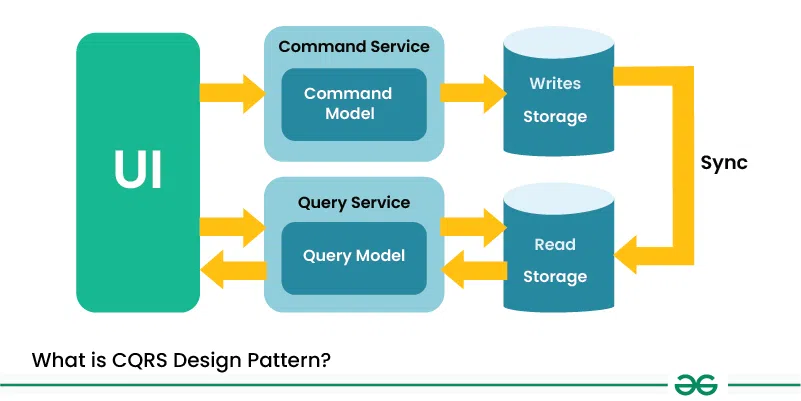 UI
Command Service
Command
Model
Writes
Storage
Sync
Query Service
Query Model
Read
Storage
What is CQRS Design Pattern?